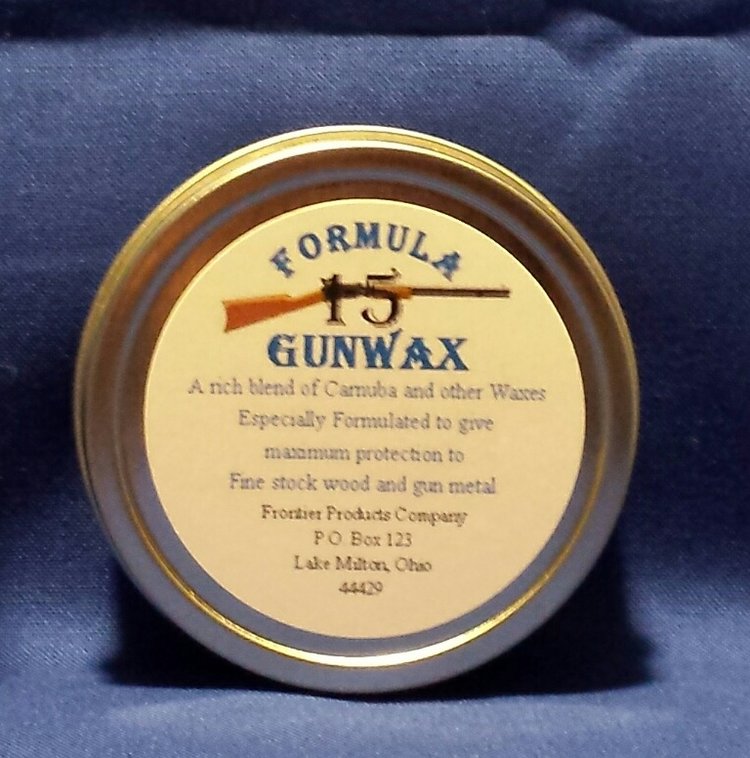 FORMULA
15
GUNWAX
A rich blend of Carnuba and other Waxes
Especially Formulated to give
maximum protection to
Fine stock wood and gun metal
Frontier Products Company
P.O. Box 123
Lake Milton, Ohio
44429